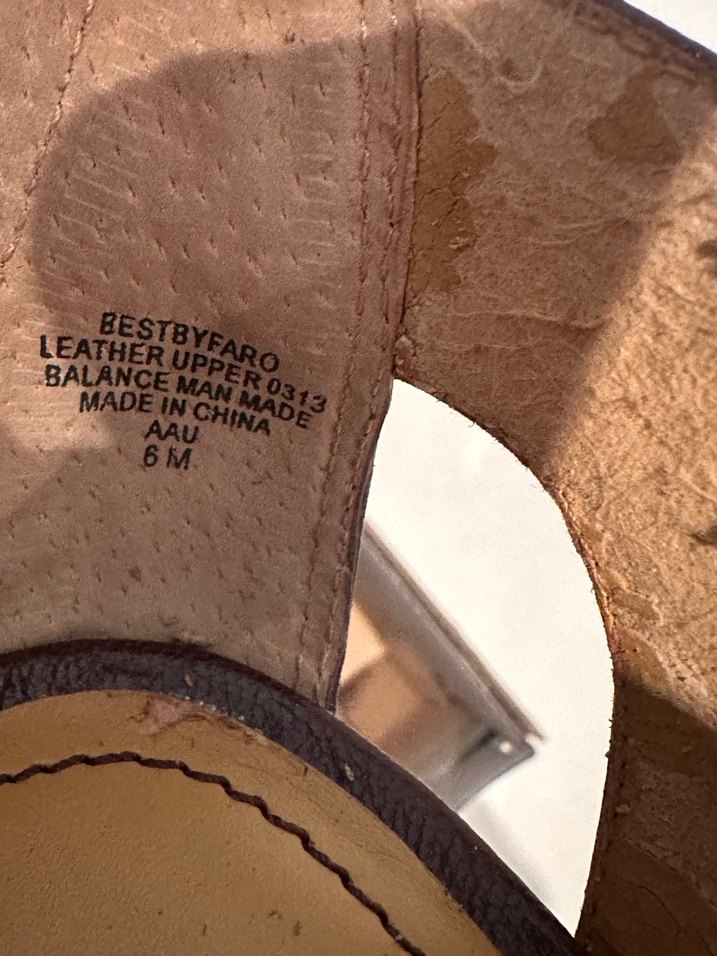 BESTBYFARO
LEATHER UPPER 0313
BALANCE MAN MADE
MADE IN CHINA
AAU
6 M